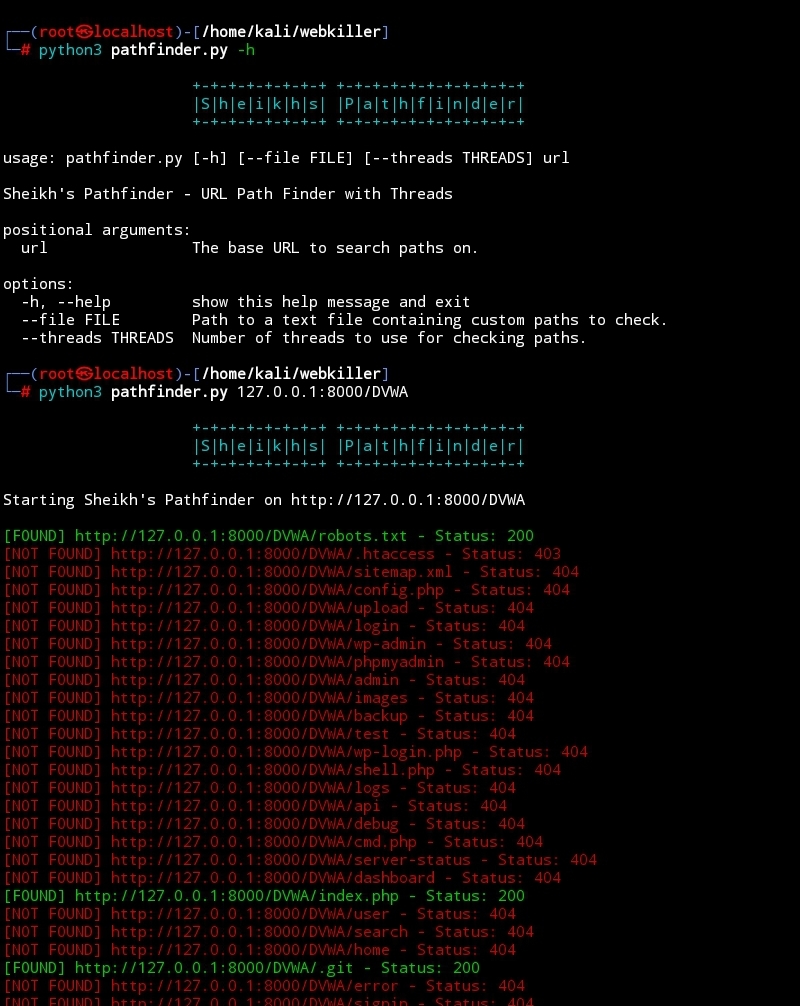 ┌──(root㉿localhost)-[/home/kali/webkiller]
└─# python3 pathfinder.py -h
+-+-+-+-+-+-+-+ +-+-+-+-+-+-+-+-+-+-+
|S|h|e|i|k|h|s| |P|a|t|h|f|i|n|d|e|r|
+-+-+-+-+-+-+-+ +-+-+-+-+-+-+-+-+-+-+
usage: pathfinder.py [-h] [--file FILE] [--threads THREADS] url
Sheikh's Pathfinder - URL Path Finder with Threads
positional arguments:
  url                The base URL to search paths on.
options:
  -h, --help         show this help message and exit
  --file FILE        Path to a text file containing custom paths to check.
  --threads THREADS  Number of threads to use for checking paths.
┌──(root㉿localhost)-[/home/kali/webkiller]
└─# python3 pathfinder.py 127.0.0.1:8000/DVWA
+-+-+-+-+-+-+-+ +-+-+-+-+-+-+-+-+-+-+
|S|h|e|i|k|h|s| |P|a|t|h|f|i|n|d|e|r|
+-+-+-+-+-+-+-+ +-+-+-+-+-+-+-+-+-+-+
Starting Sheikh's Pathfinder on http://127.0.0.1:8000/DVWA
[FOUND] http://127.0.0.1:8000/DVWA/robots.txt - Status: 200
[NOT FOUND] http://127.0.0.1:8000/DVWA/.htaccess - Status: 403
[NOT FOUND] http://127.0.0.1:8000/DVWA/sitemap.xml - Status: 404
[NOT FOUND] http://127.0.0.1:8000/DVWA/config.php - Status: 404
[NOT FOUND] http://127.0.0.1:8000/DVWA/upload - Status: 404
[NOT FOUND] http://127.0.0.1:8000/DVWA/login - Status: 404
[NOT FOUND] http://127.0.0.1:8000/DVWA/wp-admin - Status: 404
[NOT FOUND] http://127.0.0.1:8000/DVWA/phpmyadmin - Status: 404
[NOT FOUND] http://127.0.0.1:8000/DVWA/admin - Status: 404
[NOT FOUND] http://127.0.0.1:8000/DVWA/images - Status: 404
[NOT FOUND] http://127.0.0.1:8000/DVWA/backup - Status: 404
[NOT FOUND] http://127.0.0.1:8000/DVWA/test - Status: 404
[NOT FOUND] http://127.0.0.1:8000/DVWA/wp-login.php - Status: 404
[NOT FOUND] http://127.0.0.1:8000/DVWA/shell.php - Status: 404
[NOT FOUND] http://127.0.0.1:8000/DVWA/logs - Status: 404
[NOT FOUND] http://127.0.0.1:8000/DVWA/api - Status: 404
[NOT FOUND] http://127.0.0.1:8000/DVWA/debug - Status: 404
[NOT FOUND] http://127.0.0.1:8000/DVWA/cmd.php - Status: 404
[NOT FOUND] http://127.0.0.1:8000/DVWA/server-status - Status: 404
[NOT FOUND] http://127.0.0.1:8000/DVWA/dashboard - Status: 404
[FOUND] http://127.0.0.1:8000/DVWA/index.php - Status: 200
[NOT FOUND] http://127.0.0.1:8000/DVWA/user - Status: 404
[NOT FOUND] http://127.0.0.1:8000/DVWA/search - Status: 404
[NOT FOUND] http://127.0.0.1:8000/DVWA/home - Status: 404
[FOUND] http://127.0.0.1:8000/DVWA/.git - Status: 200
[NOT FOUND] http://127.0.0.1:8000/DVWA/error - Status: 404
[NOT FOUND] http://127.0.0.1:8000/DVWA/signin - Status: 404